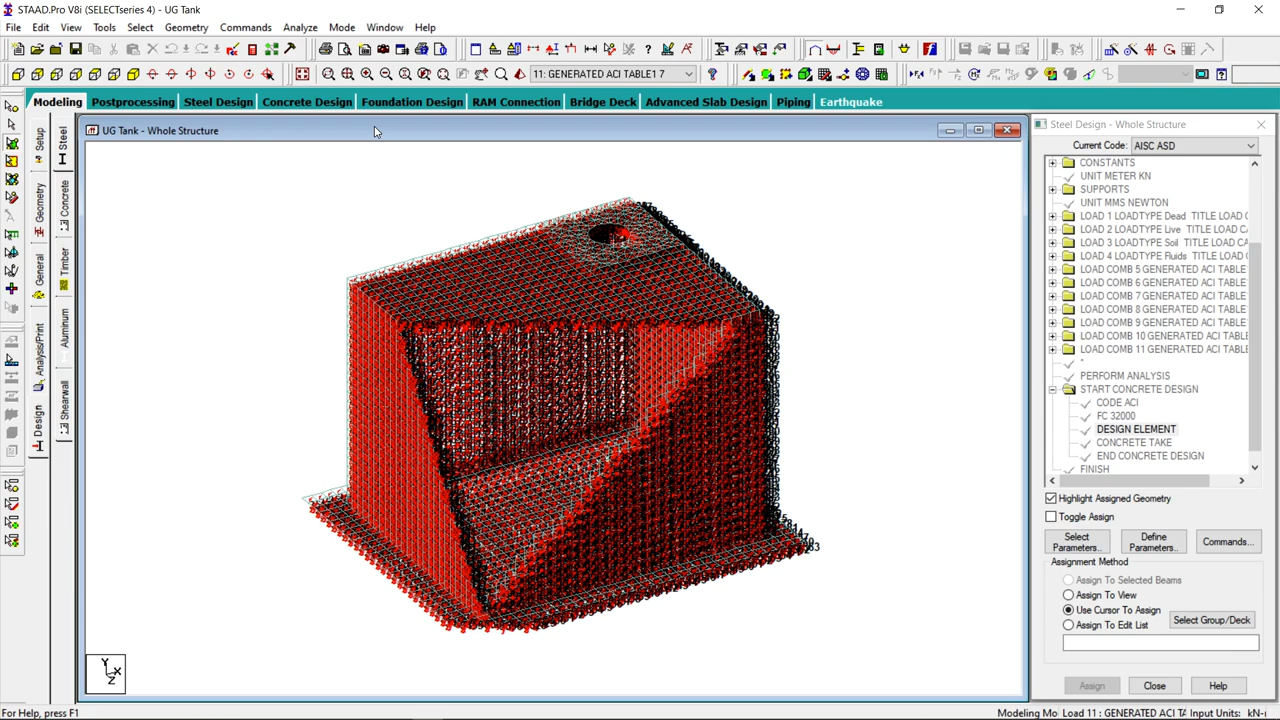 STAAD.Pro V8i (SELECTseries 4) - UG Tank
File Edit View Tools Select Geometry Commands Analyze Mode Window Help
11: GENERATED ACI TABLE1 7
Modeling Postprocessing Steel Design Concrete Design Foundation Design RAM Connection Bridge Deck Advanced Slab Design Piping Earthquake
UG Tank - Whole Structure
Setup
Geometry
General
Analysis/Print
Design
Steel
Concrete
Timber
Aluminum
Shearwall
Y
X
Z
Steel Design - Whole Structure
Current Code: AISC ASD
CONSTANTS
UNIT METER KN
SUPPORTS
UNIT MMS NEWTON
LOAD 1 LOADTYPE Dead TITLE LOAD C
LOAD 2 LOADTYPE Live TITLE LOAD CA
LOAD 3 LOADTYPE Soil TITLE LOAD CA
LOAD 4 LOADTYPE Fluids TITLE LOAD
LOAD COMB 5 GENERATED ACI TABLE1
LOAD COMB 6 GENERATED ACI TABLE1
LOAD COMB 7 GENERATED ACI TABLE1
LOAD COMB 8 GENERATED ACI TABLE1
LOAD COMB 9 GENERATED ACI TABLE1
LOAD COMB 10 GENERATED ACI TABLE
LOAD COMB 11 GENERATED ACI TABLE
*
PERFORM ANALYSIS
START CONCRETE DESIGN
CODE ACI
FC 32000
DESIGN ELEMENT
CONCRETE TAKE
END CONCRETE DESIGN
FINISH
Highlight Assigned Geometry
Toggle Assign
Select Parameters..
Define Parameters..
Commands...
Assignment Method
Assign To Selected Beams
Assign To View
Use Cursor To Assign
Select Group/Deck
Assign To Edit List
Assign Close Help
For Help, press F1
Modeling Mo Load 11 : GENERATED ACI TA Input Units: kN-